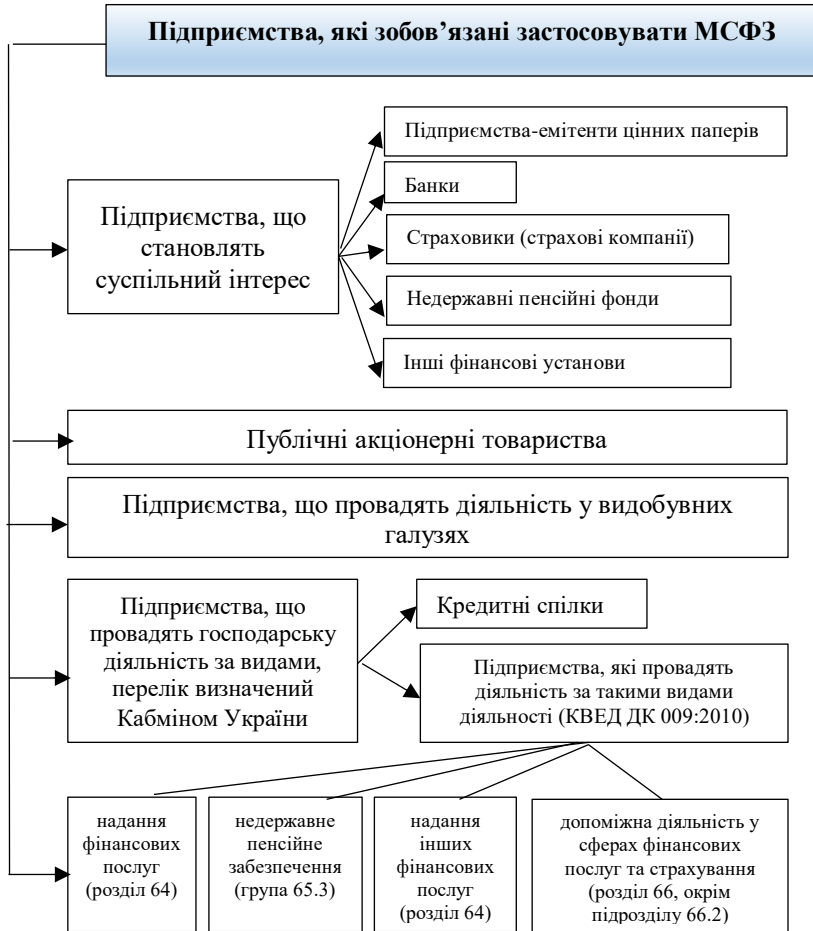 Підприємства, які зобов’язані застосовувати МСФЗ
Підприємства, що
становлять
суспільний інтерес
Підприємства-емітенти цінних паперів
Банки
Страховики (страхові компанії)
Недержавні пенсійні фонди
Інші фінансові установи
Публічні акціонерні товариства
Підприємства, що провадять діяльність у видобувних
галузях
Підприємства, що
провадять господарську
діяльність за видами,
перелік визначений
Кабміном України
Кредитні спілки
Підприємства, які провадять
діяльність за такими видами
діяльності (КВЕД ДК 009:2010)
надання
фінансових
послуг
(розділ 64)
недержавне
пенсійне
забезпечення
(група 65.3)
надання
інших
фінансових
послуг
(розділ 64)
допоміжна діяльність у
сферах фінансових
послуг та страхування
(розділ 66, окрім
підрозділу 66.2)